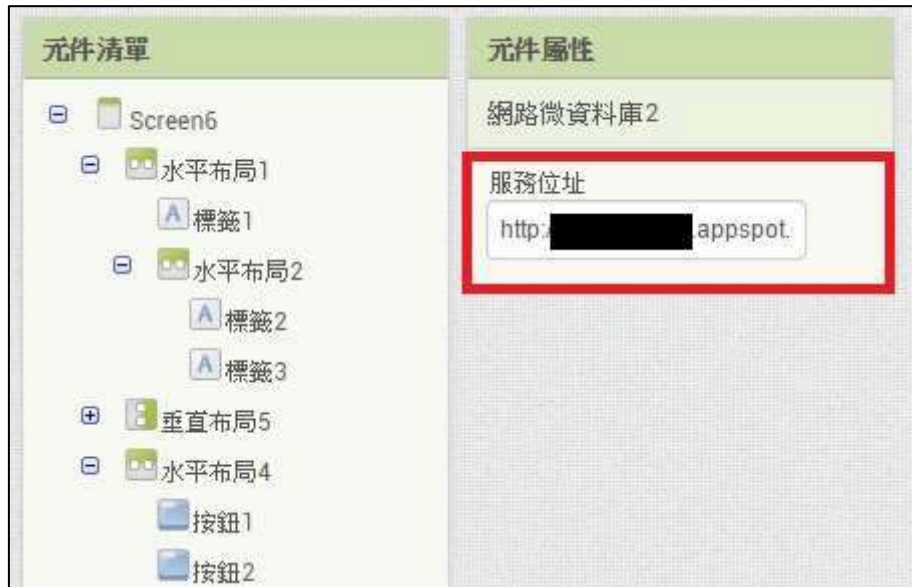 元件清單
Screen6
水平布局1
標籤1
水平布局2
標籤2
標籤3
垂直布局5
水平布局4
按鈕1
按鈕2
元件屬性
網路微資料庫2
服務位址
http:/ .appspot.